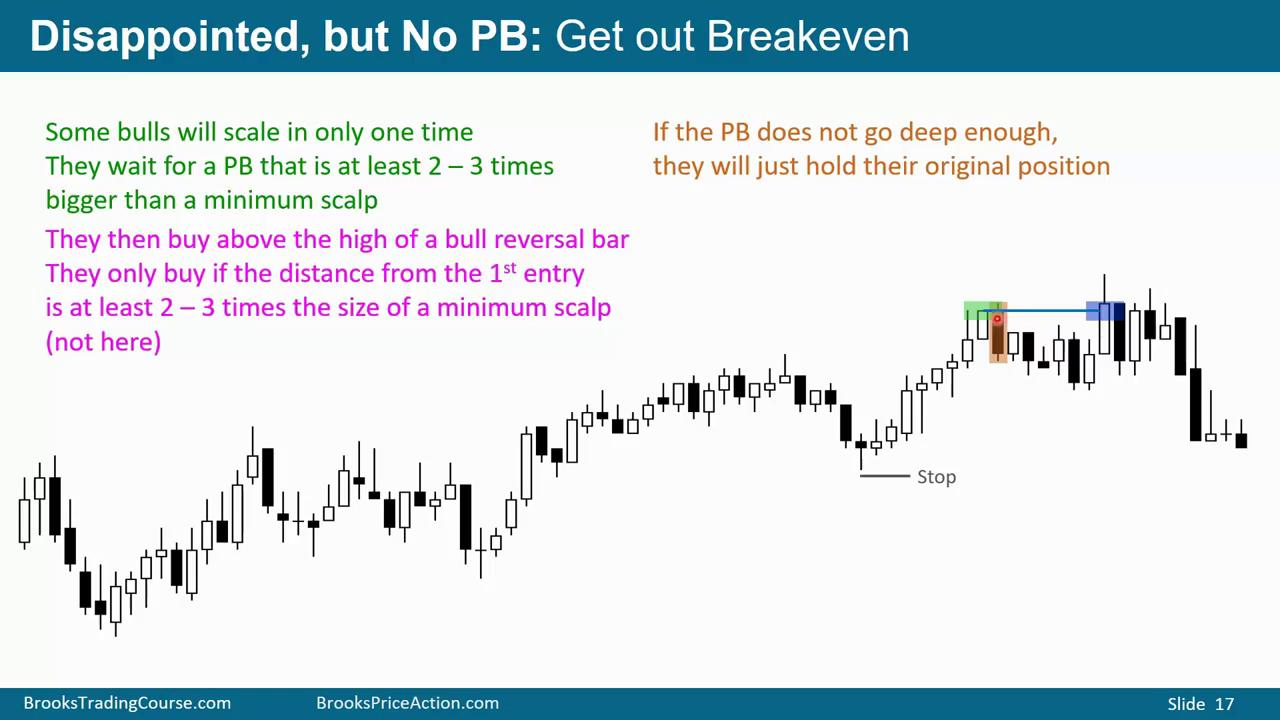 Disappointed, but No PB: Get out Breakeven
Some bulls will scale in only one time
They wait for a PB that is at least 2 – 3 times
bigger than a minimum scalp
They then buy above the high of a bull reversal bar
They only buy if the distance from the 1st entry
is at least 2 – 3 times the size of a minimum scalp
(not here)
If the PB does not go deep enough,
they will just hold their original position
Stop
BrooksTradingCourse.com
BrooksPriceAction.com
Slide 17